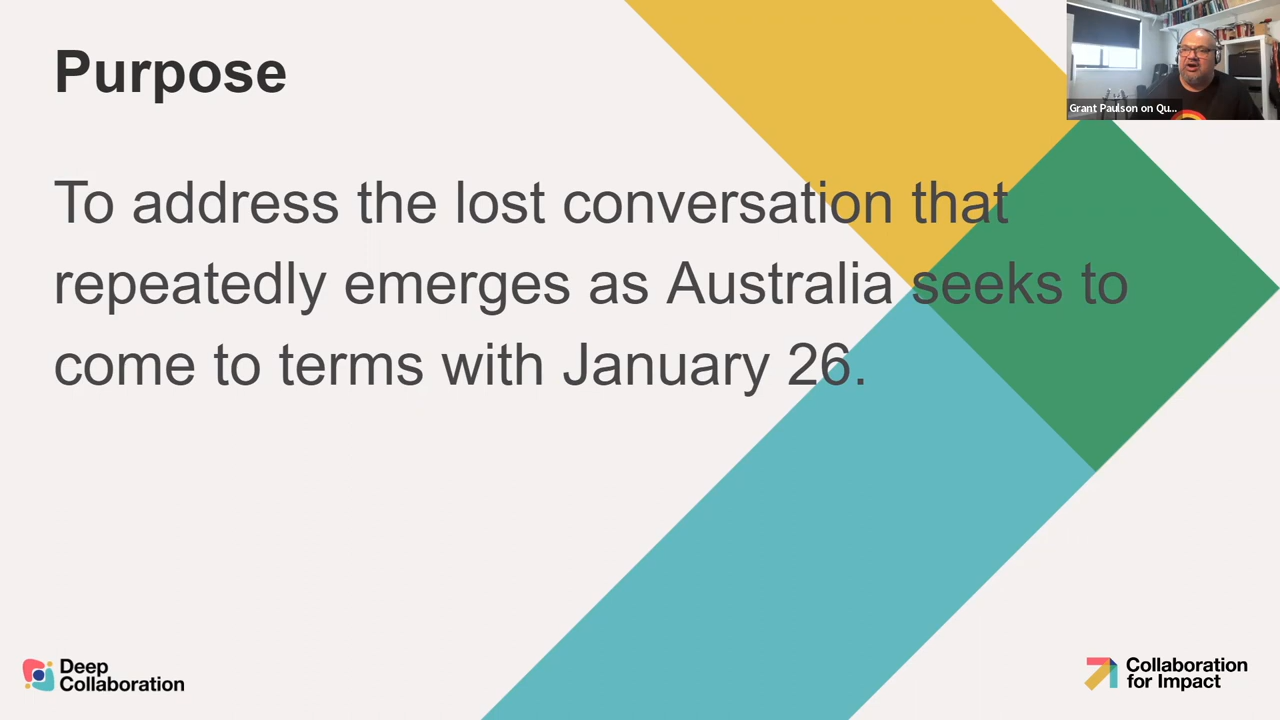 Purpose
Grant Paulson on Qu...
To address the lost conversation that
repeatedly emerges as Australia seeks to
come to terms with January 26.
Deep
Collaboration
Collaboration
for Impact